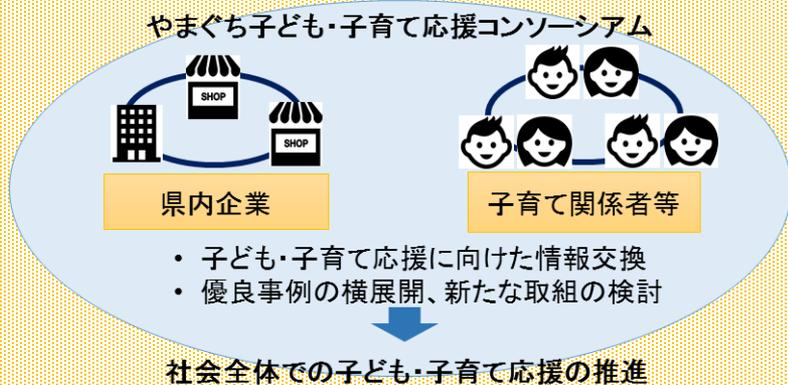 やまぐち子ども・子育て応援コンソーシアム
SHOP
SHOP
県内企業
子育て関係者等
• 子ども・子育て応援に向けた情報交換
• 優良事例の横展開、新たな取組の検討
社会全体での子ども・子育て応援の推進